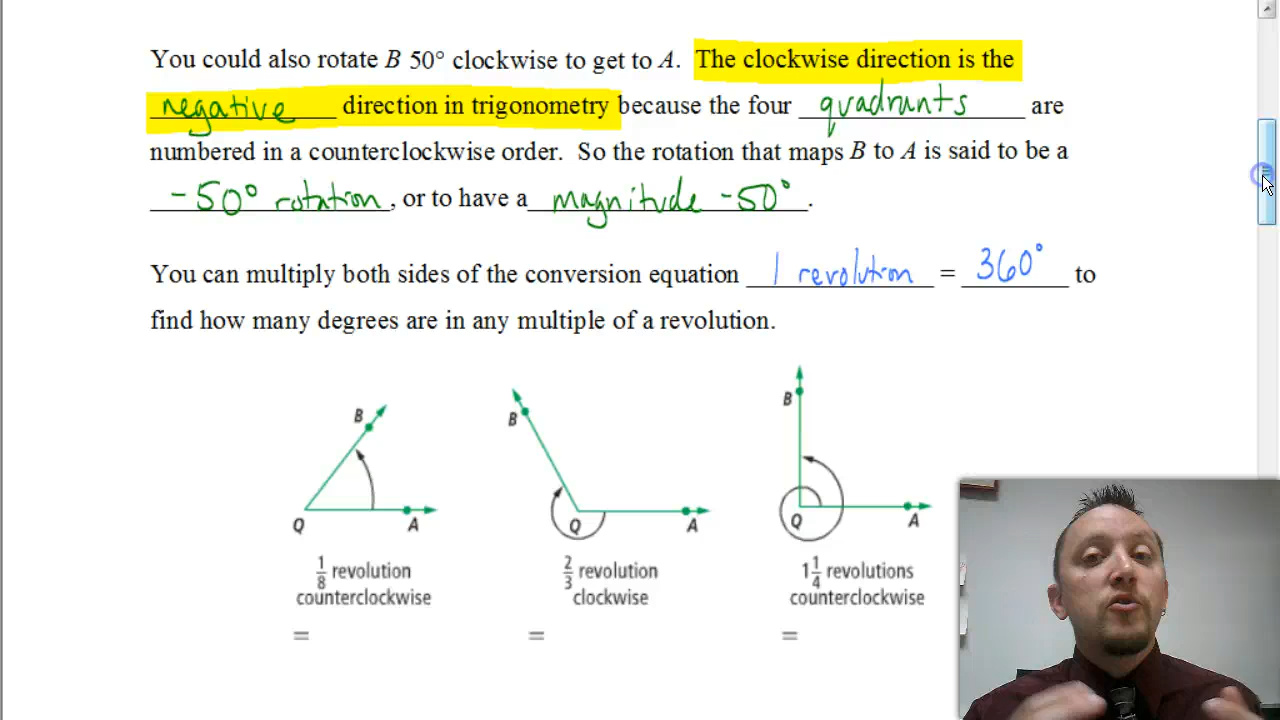 You could also rotate B 50° clockwise to get to A. The clockwise direction is the
negative direction in trigonometry because the four quadrants are
numbered in a counterclockwise order. So the rotation that maps B to A is said to be a
-50° rotation, or to have a magnitude -50°.
You can multiply both sides of the conversion equation 1 revolution = 360° to
find how many degrees are in any multiple of a revolution.
B
Q
A
B
Q
A
B
Q
A
1/8 revolution
counterclockwise
=
2/3 revolution
clockwise
=
1 1/4 revolutions
counterclockwise
=